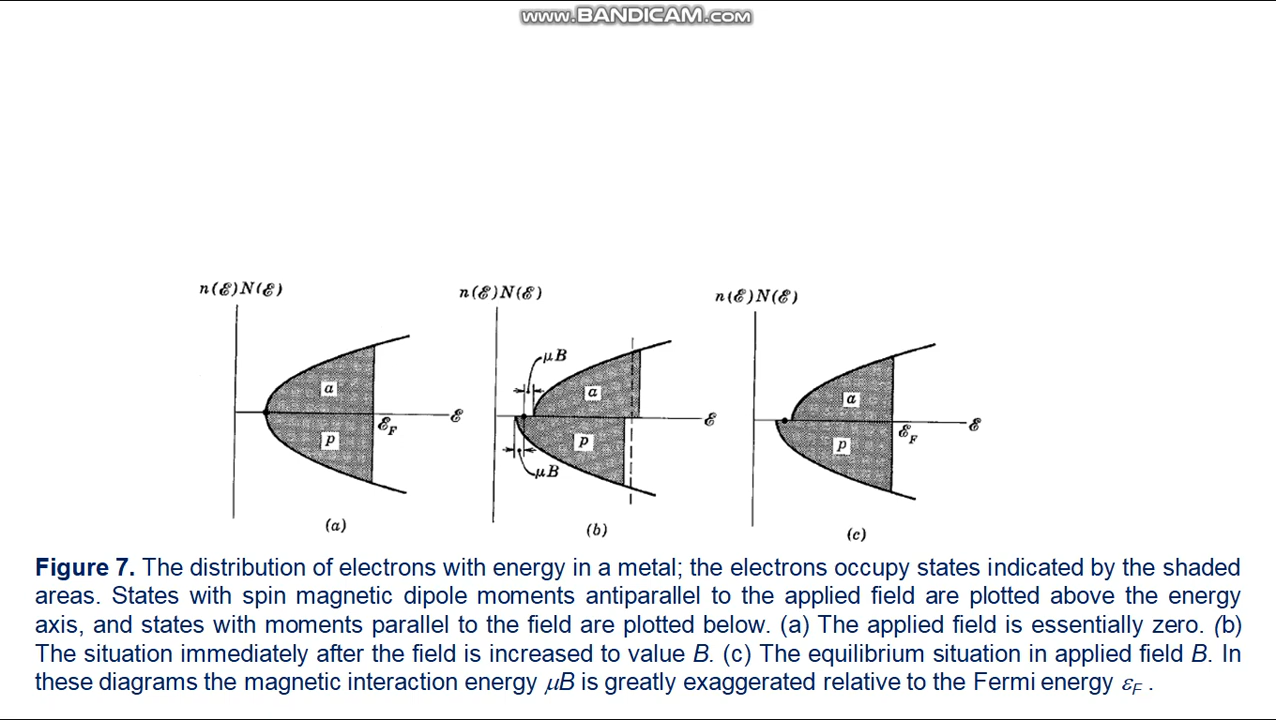 www.BANDICAM.com
n(ℰ)N(ℰ)
n(ℰ)N(ℰ)
n(ℰ)N(ℰ)
μB
a
a
a
ℰ
ℰ
ℰ
ℰF
ℰF
p
p
p
μB
(a)
(b)
(c)
Figure 7. The distribution of electrons with energy in a metal; the electrons occupy states indicated by the shaded
areas. States with spin magnetic dipole moments antiparallel to the applied field are plotted above the energy
axis, and states with moments parallel to the field are plotted below. (a) The applied field is essentially zero. (b)
The situation immediately after the field is increased to value B. (c) The equilibrium situation in applied field B. In
these diagrams the magnetic interaction energy μB is greatly exaggerated relative to the Fermi energy εF .